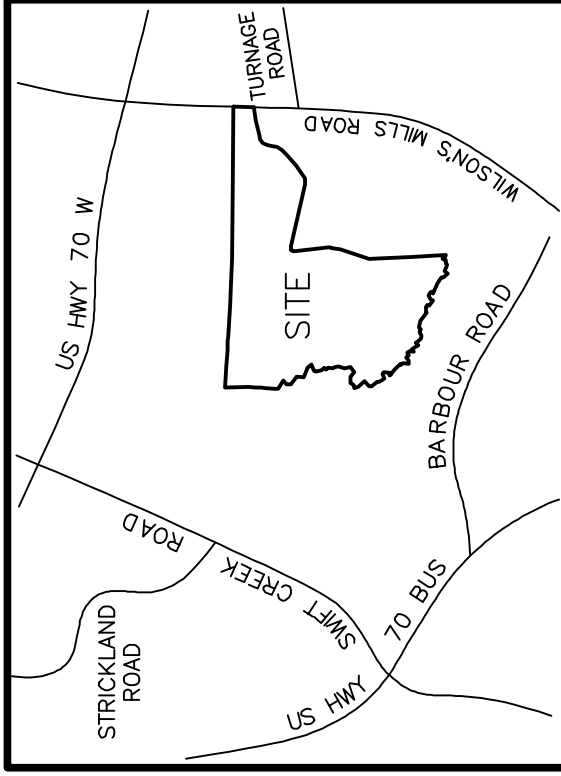 TURNAGE
ROAD
WILSON'S MILLS ROAD
US HWY 70 W
SITE
BARBOUR ROAD
SWIFT CREEK ROAD
STRICKLAND
ROAD
US HWY 70 BUS